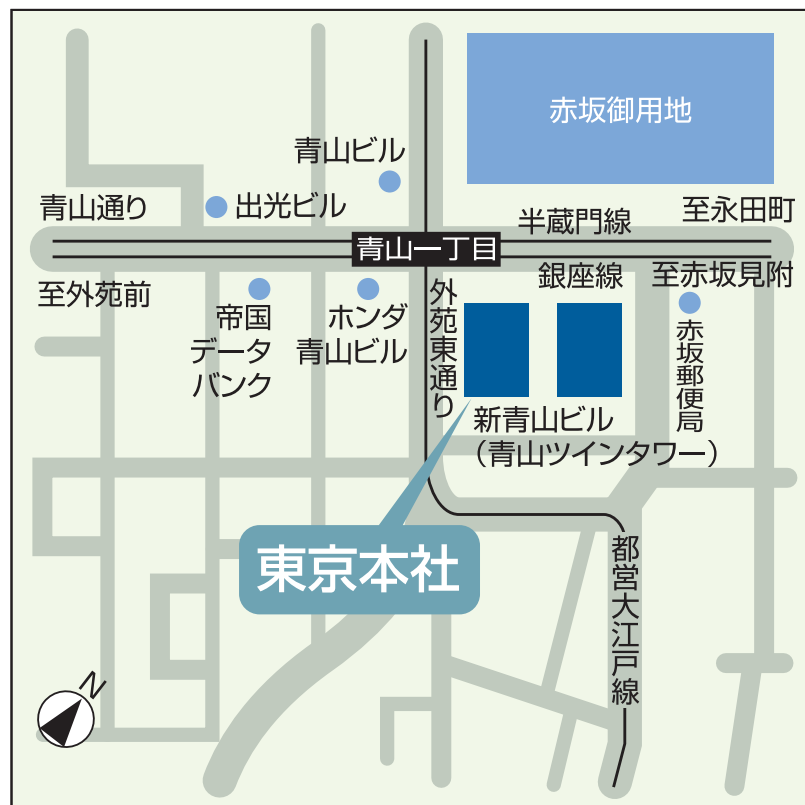 赤坂御用地
青山ビル
青山通り
出光ビル
半蔵門線
至永田町
青山一丁目
至外苑前
銀座線
至赤坂見附
帝国
データ
バンク
ホンダ
青山ビル
外苑東通り
赤坂郵便局
新青山ビル
（青山ツインタワー）
東京本社
都営大江戸線
N